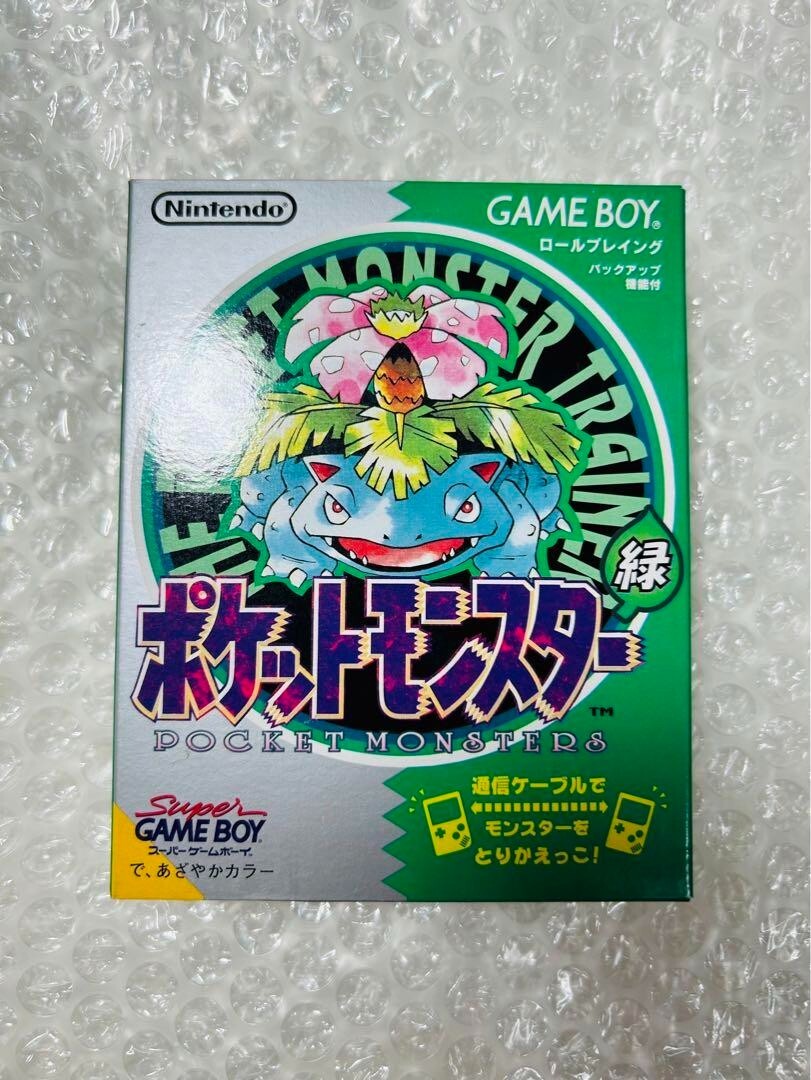 Nintendo
GAME BOY®
ロールプレイング
バックアップ
機能付
POCKET MONSTER TRAINER
緑
ポケットモンスター
TM
POCKET MONSTERS
通信ケーブルで
モンスターを
とりかえっこ!
Super
GAME BOY
スーパーゲームボーイ
で、あざやかカラー